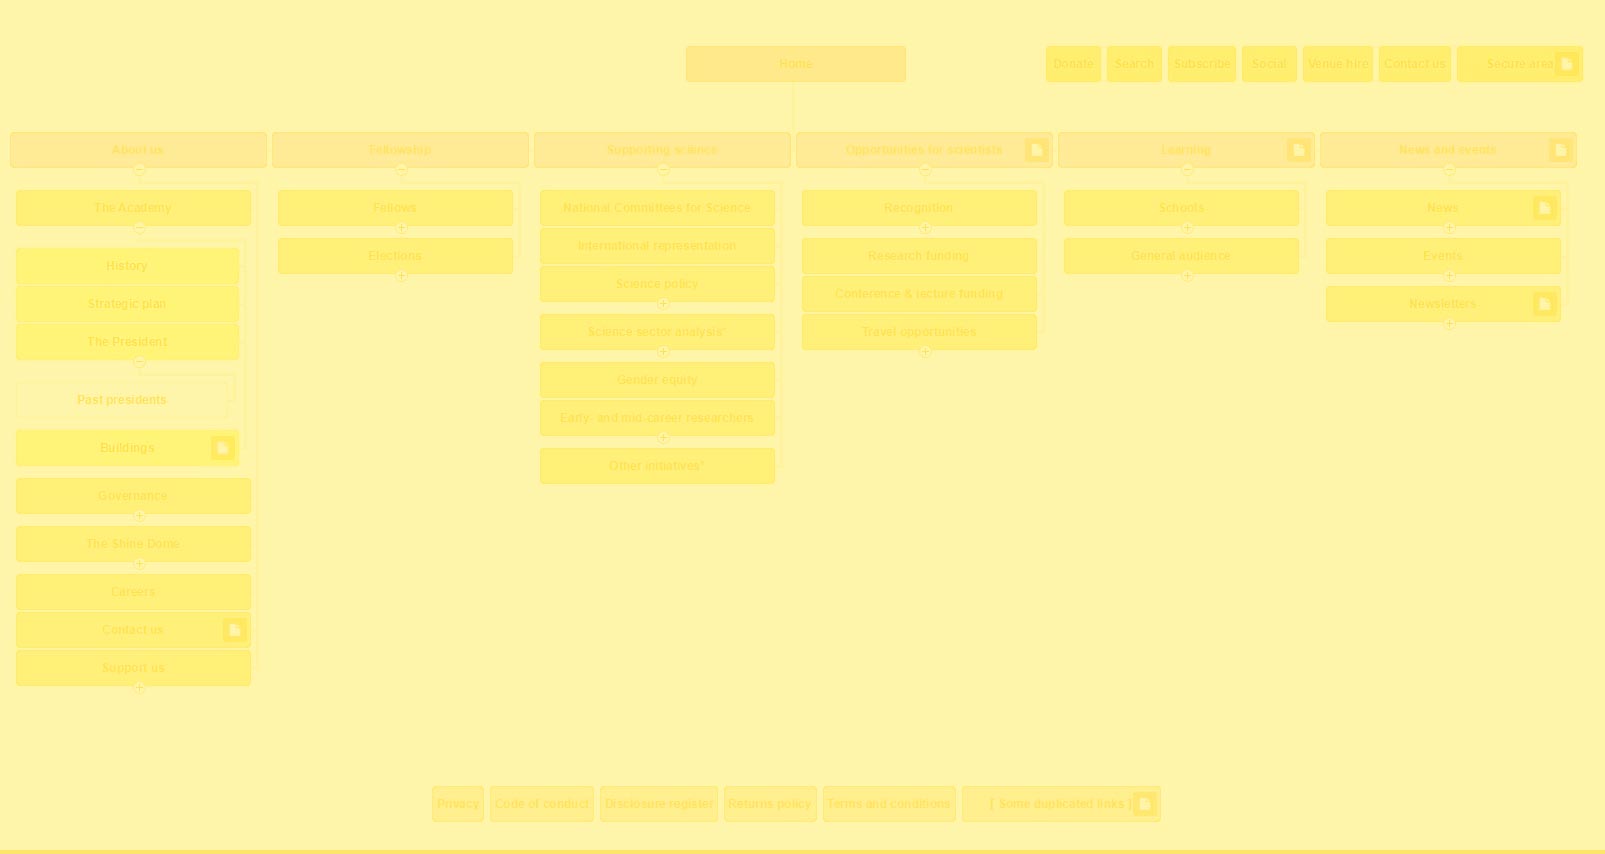 Home
Donate
Search
Subscribe
Social
Venue hire
Contact us
Secure area
About us
Fellowship
Supporting science
Opportunities for scientists
Learning
News and events
The Academy
History
Strategic plan
The President
Past presidents
Buildings
Governance
The Shine Dome
Careers
Contact us
Support us
Fellows
Elections
National Committees for Science
International representation
Science policy
Science sector analysis*
Gender equity
Early- and mid-career researchers
Other initiatives*
Recognition
Research funding
Conference & lecture funding
Travel opportunities
Schools
General audience
News
Events
Newsletters
Privacy
Code of conduct
Disclosure register
Returns policy
Terms and conditions
[ Some duplicated links ]